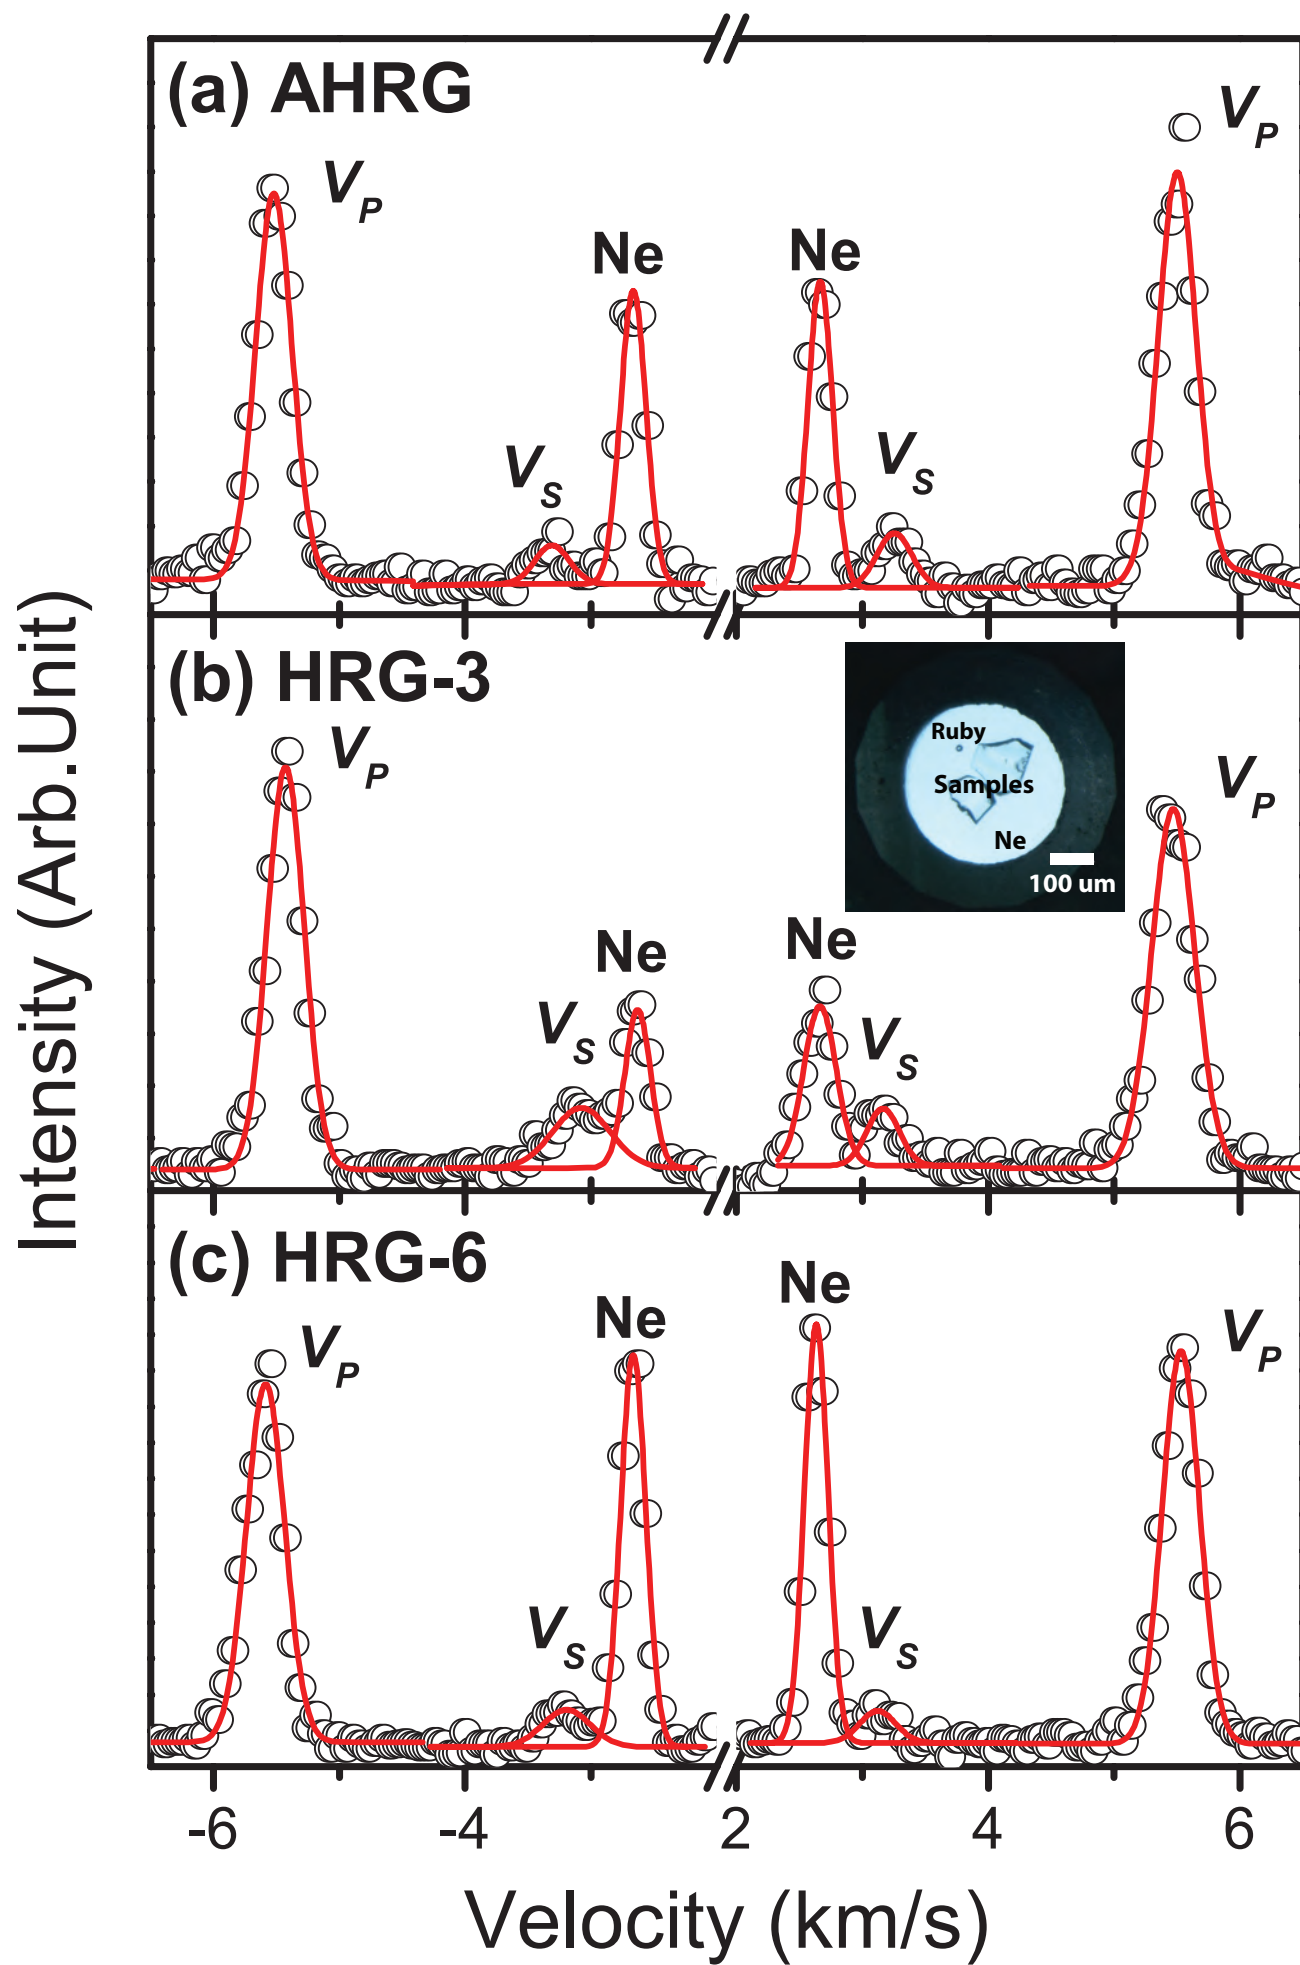 (a) AHRG
V_P
V_S
Ne
Ne
V_S
V_P
(b) HRG-3
V_P
V_S
Ne
Ne
V_S
V_P
Ruby
Samples
Ne
100 um
(c) HRG-6
V_P
V_S
Ne
Ne
V_S
V_P
-6 -4 2 4 6
Velocity (km/s)
Intensity (Arb.Unit)